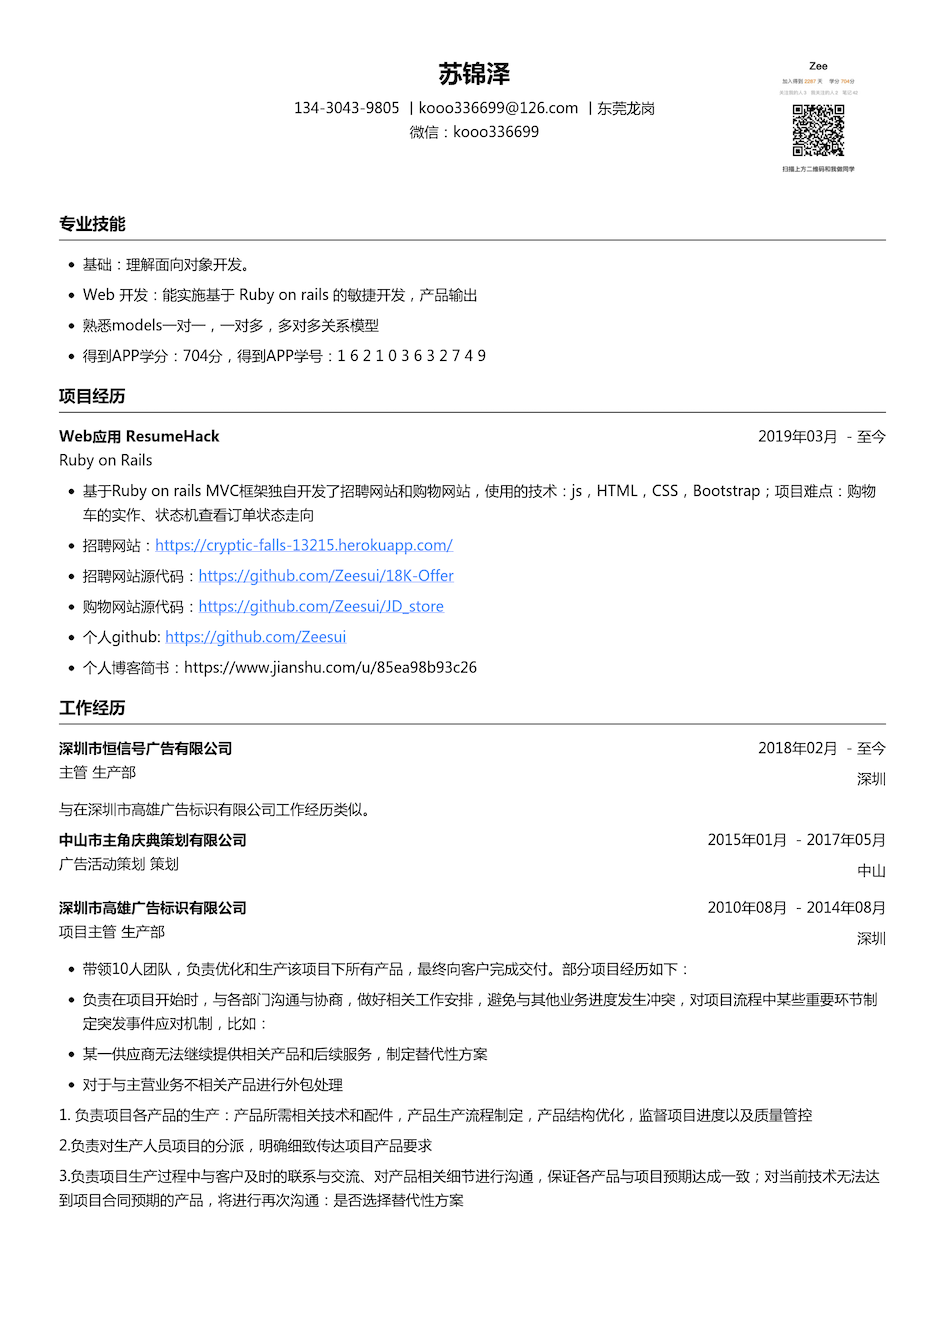 苏锦泽
134-430-43-9805 | kooo336699@126.com | 东莞龙岗
微信：kooo336699
Zee
加入得到 2267 天 学分 704分
关注我的人 3 我关注的人 3 笔记 42
扫描上方二维码和我做同学
专业技能
基础：理解面向对象开发。
Web 开发：能实施基于 Ruby on rails 的敏捷开发，产品输出
熟悉models一对一，一对多，多对多关系模型
得到APP学分：704分，得到APP学号：1 6 2 1 0 3 6 3 2 7 4 9
项目经历
Web应用 ResumeHack 2019年03月 - 至今
Ruby on Rails
基于Ruby on rails MVC框架独自开发了招聘网站和购物网站，使用的技术：js，HTML，CSS，Bootstrap；项目难点：购物
车的实作、状态机查看订单状态走向
招聘网站：https://cryptic-falls-13215.herokuapp.com/
招聘网站源代码：https://github.com/Zeesui/18K-Offer
购物网站源代码：https://github.com/Zeesui/JD_store
个人github: https://github.com/Zeesui
个人博客简书：https://www.jianshu.com/u/85ea98b93c26
工作经历
深圳市恒信号广告有限公司 2018年02月 - 至今
主管 生产部
深圳
与在深圳市高雄广告标识有限公司工作经历类似。
中山市主角庆典策划有限公司 2015年01月 - 2017年05月
广告活动策划 策划
中山
深圳市高雄广告标识有限公司 2010年08月 - 2014年08月
项目主管 生产部
深圳
带领10人团队，负责优化和生产该项目下所有产品，最终向客户完成交付。部分项目经历如下：
负责在项目开始时，与各部门沟通与协商，做好相关工作安排，避免与其他业务进度发生冲突，对项目流程中某些重要环节制
定突发事件应对机制，比如：
某一供应商无法继续提供相关产品和后续服务，制定替代性方案
对于与主营业务不相关产品进行外包处理
1. 负责项目各产品的生产：产品所需相关技术和配件，产品生产流程制定，产品结构优化，监督项目进度以及质量管控
2.负责对生产人员项目的分派，明确细致传达项目产品要求
3.负责项目生产过程中与客户及时的联系与交流、对产品相关细节进行沟通，保证各产品与项目预期达成一致；对当前技术无法达
到项目合同预期的产品，将进行再次沟通：是否选择替代性方案